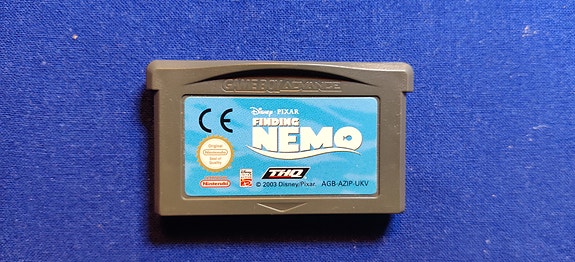 GAME BOY ADVANCE
Disney · PIXAR
FINDING
NEMO
CE
Original
Nintendo
Seal of
Quality
Nintendo
THQ
© 2003 Disney/Pixar
AGB-AZIP-UKV